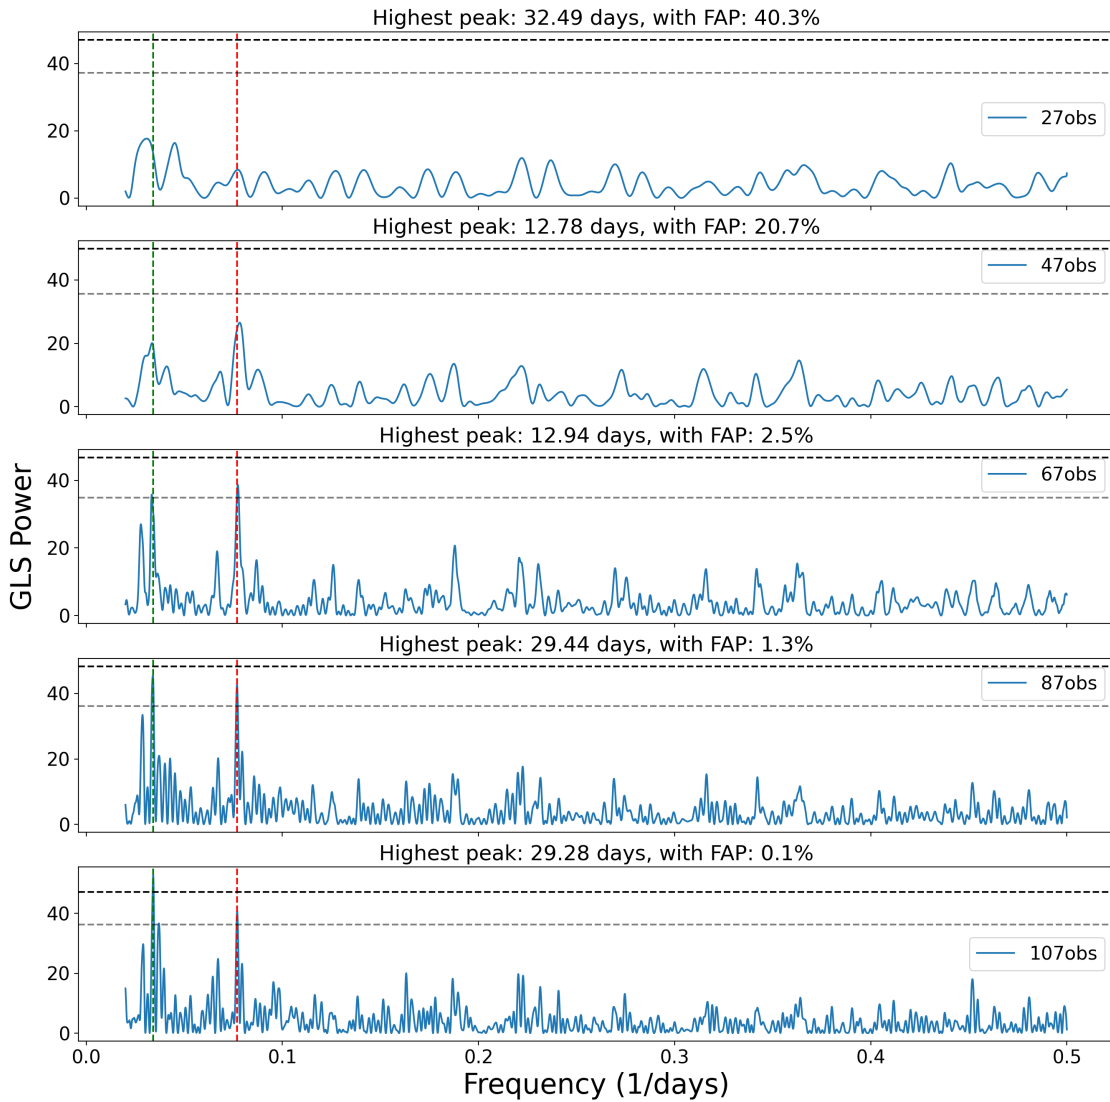 Highest peak: 32.49 days, with FAP: 40.3%
40
20
0
27obs
Highest peak: 12.78 days, with FAP: 20.7%
40
20
0
47obs
Highest peak: 12.94 days, with FAP: 2.5%
40
20
0
67obs
GLS Power
Highest peak: 29.44 days, with FAP: 1.3%
40
20
0
87obs
Highest peak: 29.28 days, with FAP: 0.1%
40
20
0
107obs
0.0 0.1 0.2 0.3 0.4 0.5
Frequency (1/days)